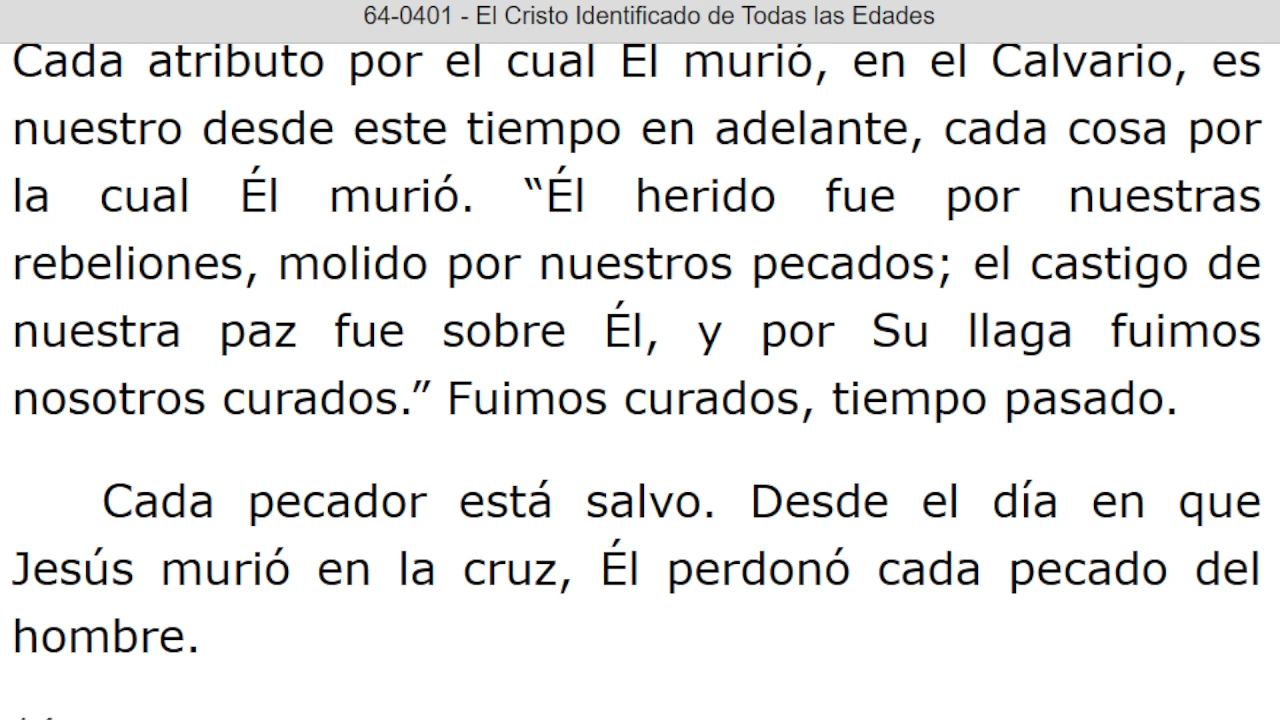 64-0401 - El Cristo Identificado de Todas las Edades
Cada atributo por el cual Él murió, en el Calvario, es
nuestro desde este tiempo en adelante, cada cosa por
la cual Él murió. “Él herido fue por nuestras
rebeliones, molido por nuestros pecados; el castigo de
nuestra paz fue sobre Él, y por Su llaga fuimos
nosotros curados.” Fuimos curados, tiempo pasado.
Cada pecador está salvo. Desde el día en que
Jesús murió en la cruz, Él perdonó cada pecado del
hombre.